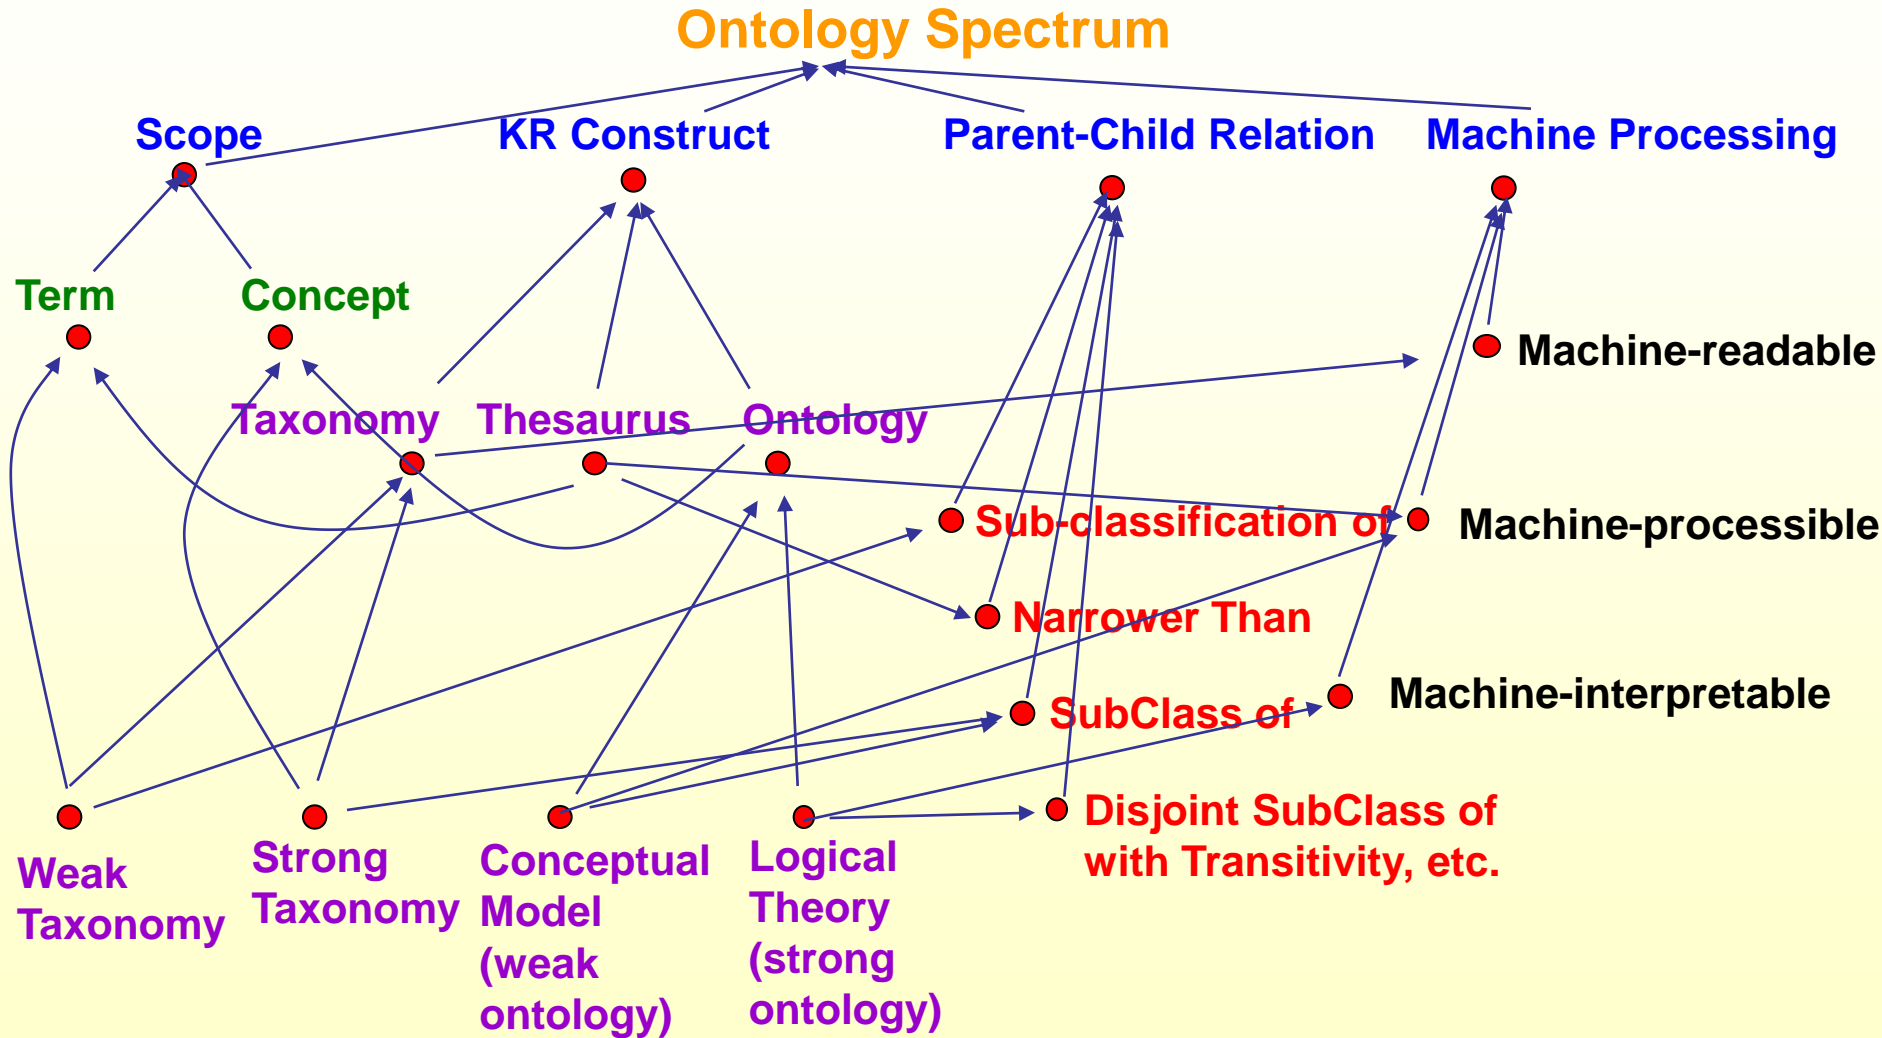 Ontology Spectrum
Scope
KR Construct
Parent-Child Relation
Machine Processing
Term
Concept
Machine-readable
Taxonomy
Thesaurus
Ontology
Sub-classification of
Machine-processible
Narrower Than
SubClass of
Machine-interpretable
Weak
Taxonomy
Strong
Taxonomy
Conceptual
Model
(weak
ontology)
Logical
Theory
(strong
ontology)
Disjoint SubClass of
with Transitivity, etc.